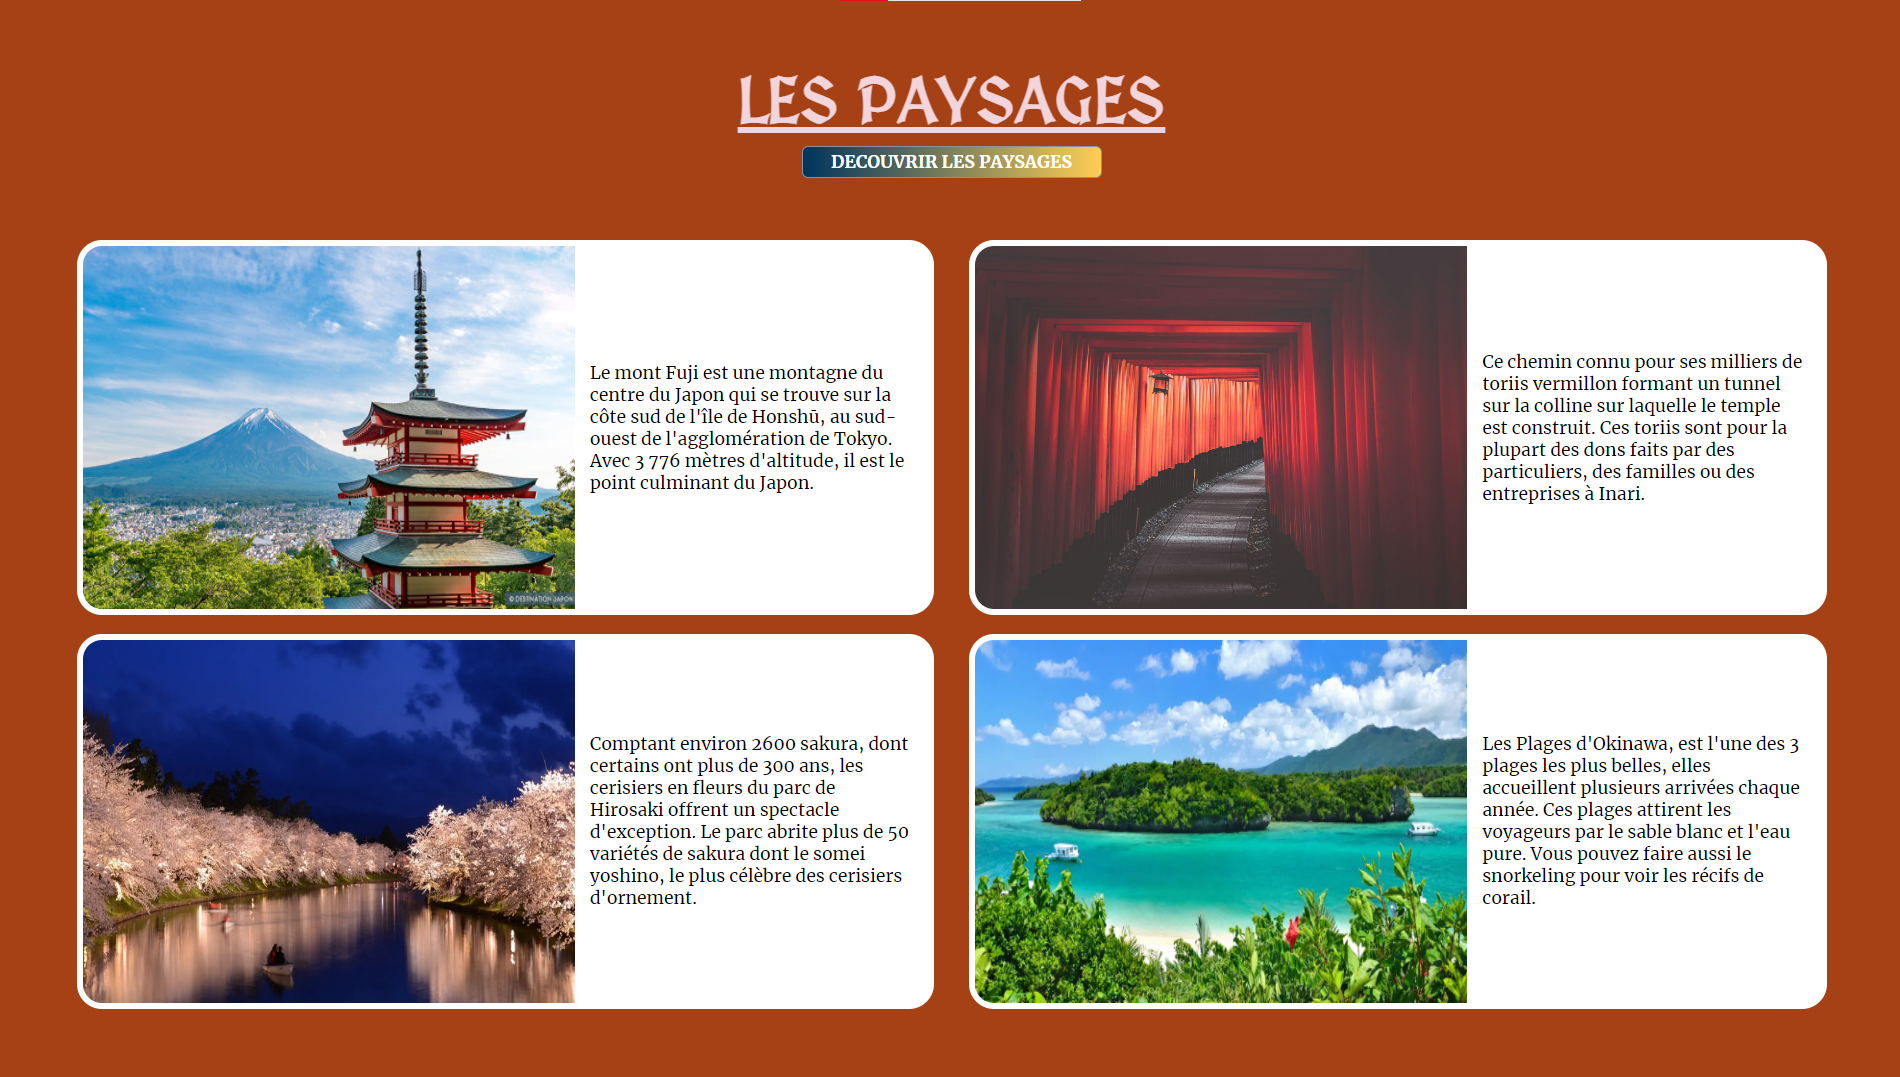 LES PAYSAGES
DECOUVRIR LES PAYSAGES
Le mont Fuji est une montagne du
centre du Japon qui se trouve sur la
côte sud de l'île de Honshū, au sud-
ouest de l'agglomération de Tokyo.
Avec 3 776 mètres d'altitude, il est le
point culminant du Japon.
© DESTINATION JAPON
Ce chemin connu pour ses milliers de
toriis vermillon formant un tunnel
sur la colline sur laquelle le temple
est construit. Ces toriis sont pour la
plupart des dons faits par des
particuliers, des familles ou des
entreprises à Inari.
Comptant environ 2600 sakura, dont
certains ont plus de 300 ans, les
cerisiers en fleurs du parc de
Hirosaki offrent un spectacle
d'exception. Le parc abrite plus de 50
variétés de sakura dont le somei
yoshino, le plus célèbre des cerisiers
d'ornement.
Les Plages d'Okinawa, est l'une des 3
plages les plus belles, elles
accueillent plusieurs arrivées chaque
année. Ces plages attirent les
voyageurs par le sable blanc et l'eau
pure. Vous pouvez faire aussi le
snorkeling pour voir les récifs de
corail.